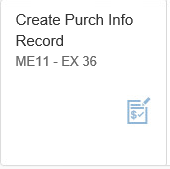 Create Purch Info
Record
ME11 - EX 36